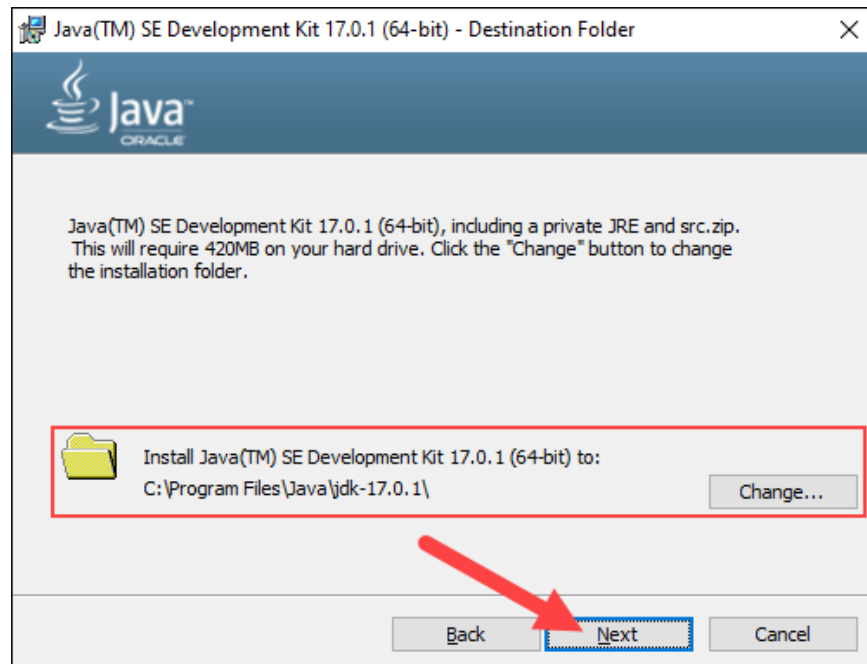 Java(TM) SE Development Kit 17.0.1 (64-bit) - Destination Folder
Java™
ORACLE
Java(TM) SE Development Kit 17.0.1 (64-bit), including a private JRE and src.zip.
This will require 420MB on your hard drive. Click the "Change" button to change
the installation folder.
Install Java(TM) SE Development Kit 17.0.1 (64-bit) to:
C:\Program Files\Java\jdk-17.0.1\
Change...
Back
Next
Cancel